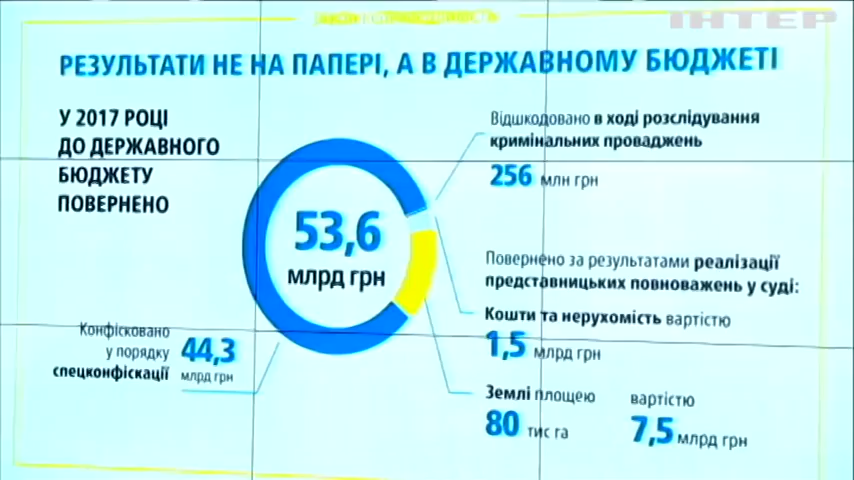 ІНТЕР
РЕЗУЛЬТАТИ НЕ НА ПАПЕРІ, А В ДЕРЖАВНОМУ БЮДЖЕТІ
У 2017 РОЦІ
ДО ДЕРЖАВНОГО
БЮДЖЕТУ
ПОВЕРНЕНО
53,6
млрд грн
Конфісковано
у порядку
спецконфіскації
44,3
млрд грн
Відшкодовано в ході розслідування
кримінальних проваджень
256 млн грн
Повернено за результатами реалізації
представницьких повноважень у суді:
Кошти та нерухомість вартістю
1,5 млрд грн
Землі площею
80 тис га
вартістю
7,5 млрд грн